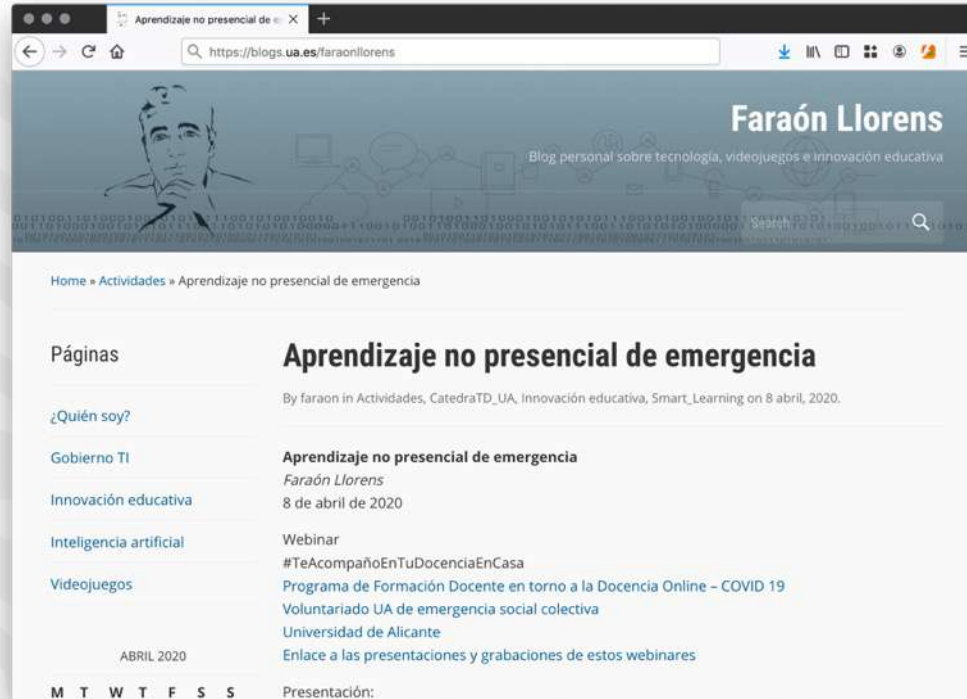 Aprendizaje no presencial de e
https://blogs.ua.es/faraonllorens
Faraón Llorens
Blog personal sobre tecnología, videojuegos e innovación educativa
Search
Home » Actividades » Aprendizaje no presencial de emergencia
Páginas
¿Quién soy?
Gobierno TI
Innovación educativa
Inteligencia artificial
Videojuegos
ABRIL 2020
M T W T F S S
Aprendizaje no presencial de emergencia
By faraon in Actividades, CatedraTD_UA, Innovación educativa, Smart_Learning on 8 abril, 2020.
Aprendizaje no presencial de emergencia
Faraón Llorens
8 de abril de 2020
Webinar
#TeAcompañoEnTuDocenciaEnCasa
Programa de Formación Docente en torno a la Docencia Online – COVID 19
Voluntariado UA de emergencia social colectiva
Universidad de Alicante
Enlace a las presentaciones y grabaciones de estos webinares
Presentación: